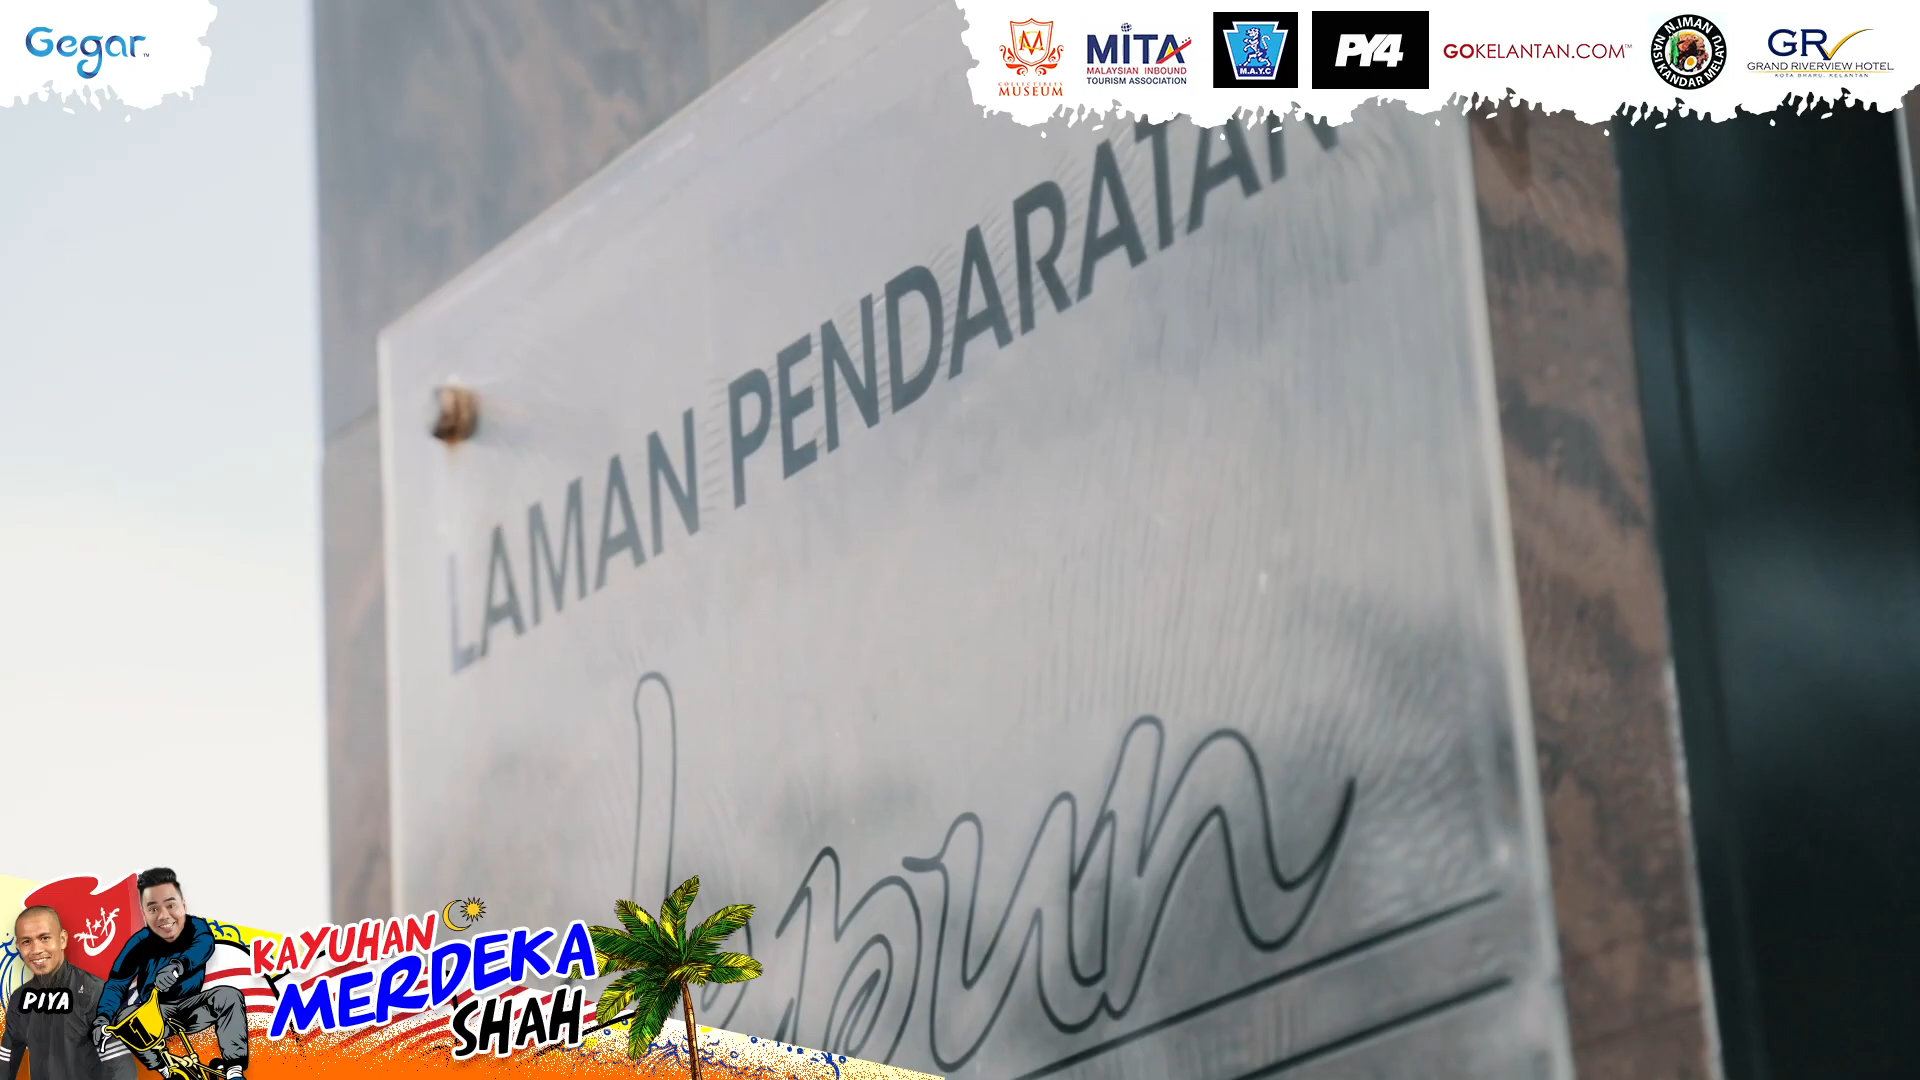 Gegar
M
COLLECTIBLES
MUSEUM
MITA
MALAYSIAN INBOUND
TOURISM ASSOCIATION
M.A.Y.C
PY4
GOKELANTAN.COM
N.IMAN
NASI KANDAR MELAYU
GR
GRAND RIVERVIEW HOTEL
KOTA BHARU, KELANTAN
LAMAN PENDARATAN
PIYA
KAYUHAN
MERDEKA
SHAH